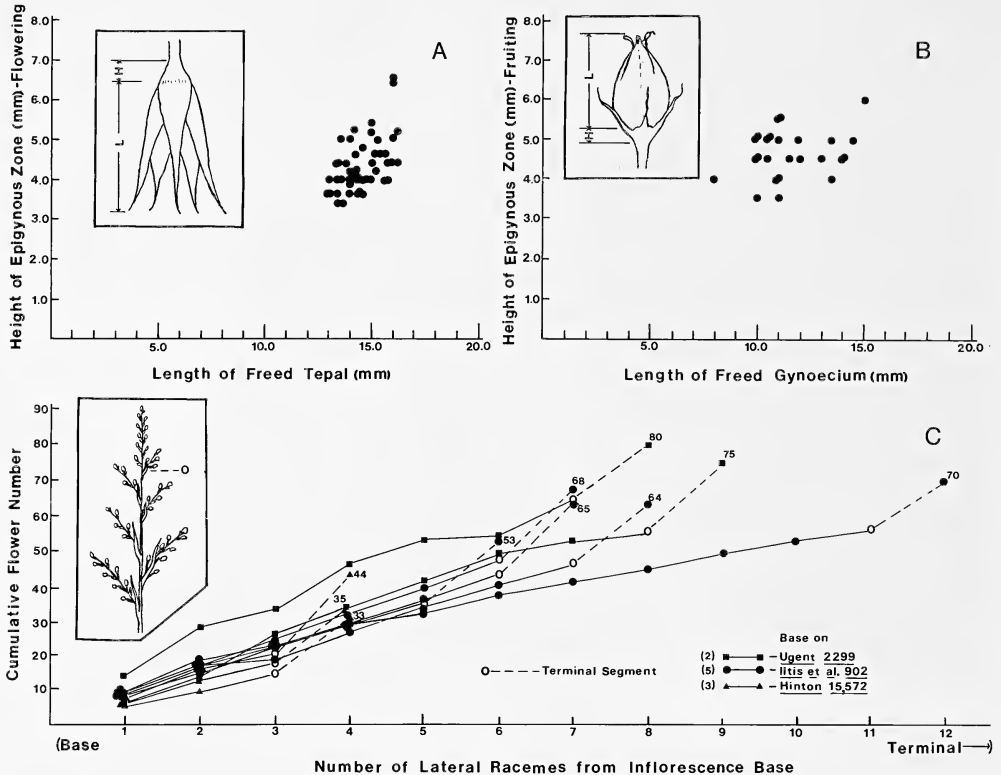 A
Height of Epigynous Zone (mm)-Flowering
8.0
7.0
6.0
5.0
4.0
3.0
2.0
1.0
H
L
5.0 10.0 15.0 20.0
Length of Freed Tepal (mm)
B
Height of Epigynous Zone (mm)-Fruiting
8.0
7.0
6.0
5.0
4.0
3.0
2.0
1.0
L
H
5.0 10.0 15.0 20.0
Length of Freed Gynoecium (mm)
C
Cumulative Flower Number
90
80
70
60
50
40
30
20
10
O
80
75
70
68
65
64
53
44
35
33
O---- Terminal Segment
Base on
(2) – Ugent 2299
(5) – Iltis et al. 902
(3) – Hinton 15,572
(Base 1 2 3 4 5 6 7 8 9 10 11 12
Terminal→)
Number of Lateral Racemes from Inflorescence Base